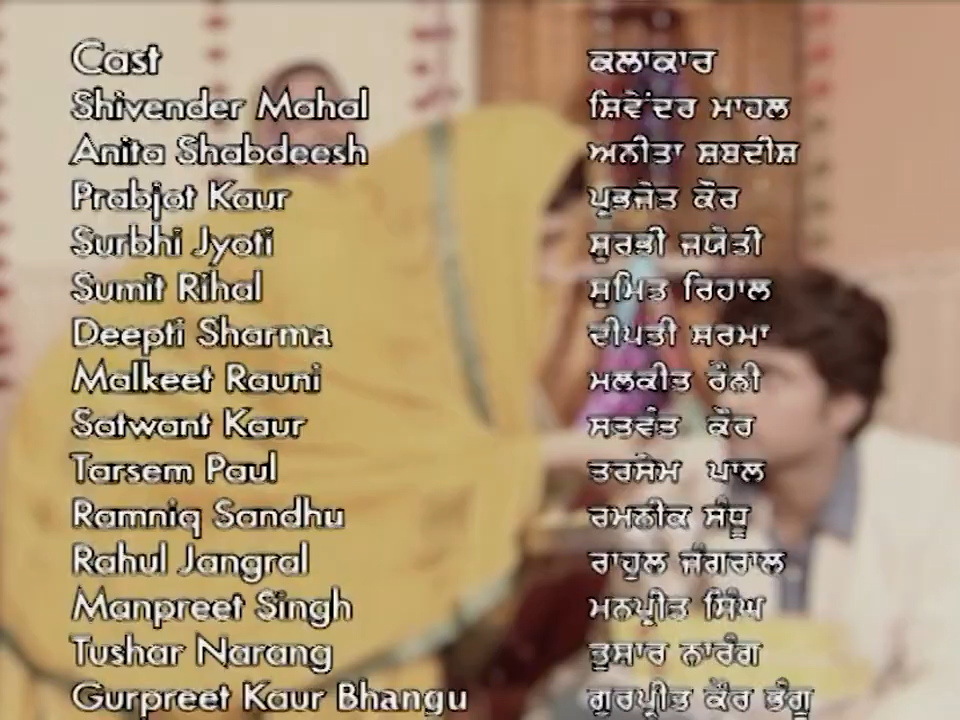 Cast ਕਲਾਕਾਰ
Shivender Mahal ਸ਼ਿਵੇਂਦਰ ਮਾਹਲ
Anita Shabdeesh ਅਨੀਤਾ ਸ਼ਬਦੀਸ਼
Prabjot Kaur ਪ੍ਰਭਜੋਤ ਕੌਰ
Surbhi Jyoti ਸੁਰਭੀ ਜਯੋਤੀ
Sumit Rihal ਸੁਮਿਤ ਰਿਹਾਲ
Deepti Sharma ਦੀਪਤੀ ਸ਼ਰਮਾ
Malkeet Rauni ਮਲਕੀਤ ਰੌਨੀ
Satwant Kaur ਸਤਵੰਤ ਕੌਰ
Tarsem Paul ਤਰਸੇਮ ਪਾਲ
Ramniq Sandhu ਰਮਨੀਕ ਸੰਧੂ
Rahul Jangral ਰਾਹੁਲ ਜੰਗਰਾਲ
Manpreet Singh ਮਨਪ੍ਰੀਤ ਸਿੰਘ
Tushar Narang ਤੁਸ਼ਾਰ ਨਾਰੰਗ
Gurpreet Kaur Bhangu ਗੁਰਪ੍ਰੀਤ ਕੌਰ ਭੰਗੂ